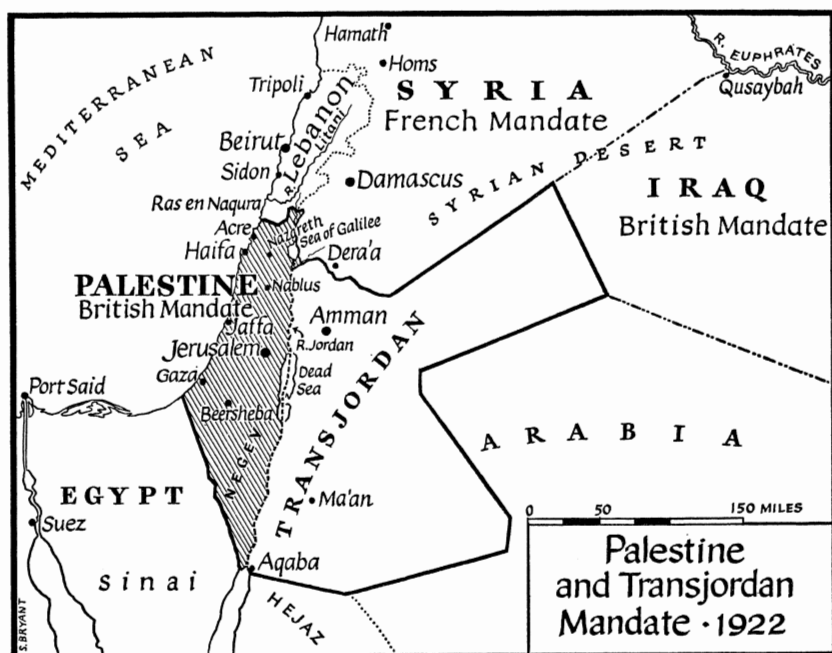 Hamath
Homs
R. EUPHRATES
Qusaybah
MEDITERRANEAN
SEA
Tripoli
SYRIA
French Mandate
Lebanon
R. Litani
Beirut
Sidon
Damascus
SYRIAN DESERT
IRAQ
British Mandate
Ras en Naqura
Acre
Nazareth
Sea of Galilee
Haifa
Dera'a
PALESTINE
British Mandate
Nablus
Jaffa
Amman
Jerusalem
R. Jordan
Gaza
Dead
Sea
Port Said
Beersheba
TRANSJORDAN
NEGEV
ARABIA
EGYPT
Ma'an
Suez
0 50 150 MILES
Sinai
Aqaba
HEJAZ
Palestine
and Transjordan
Mandate · 1922
S. BRYANT